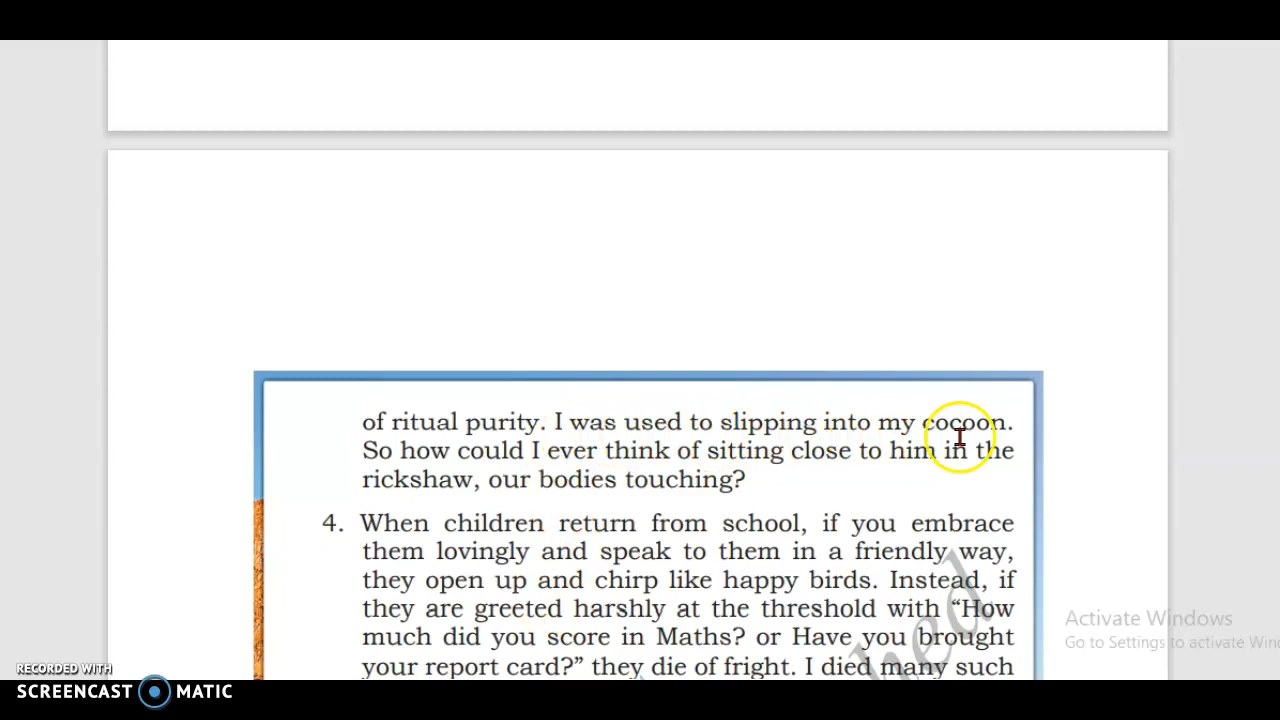 of ritual purity. I was used to slipping into my cocoon.
So how could I ever think of sitting close to him in the
rickshaw, our bodies touching?
4. When children return from school, if you embrace
them lovingly and speak to them in a friendly way,
they open up and chirp like happy birds. Instead, if
they are greeted harshly at the threshold with “How
much did you score in Maths? or Have you brought
your report card?” they die of fright. I died many such
hed
Activate Windows
Go to Settings to activate Win
RECORDED WITH
SCREENCAST MATIC